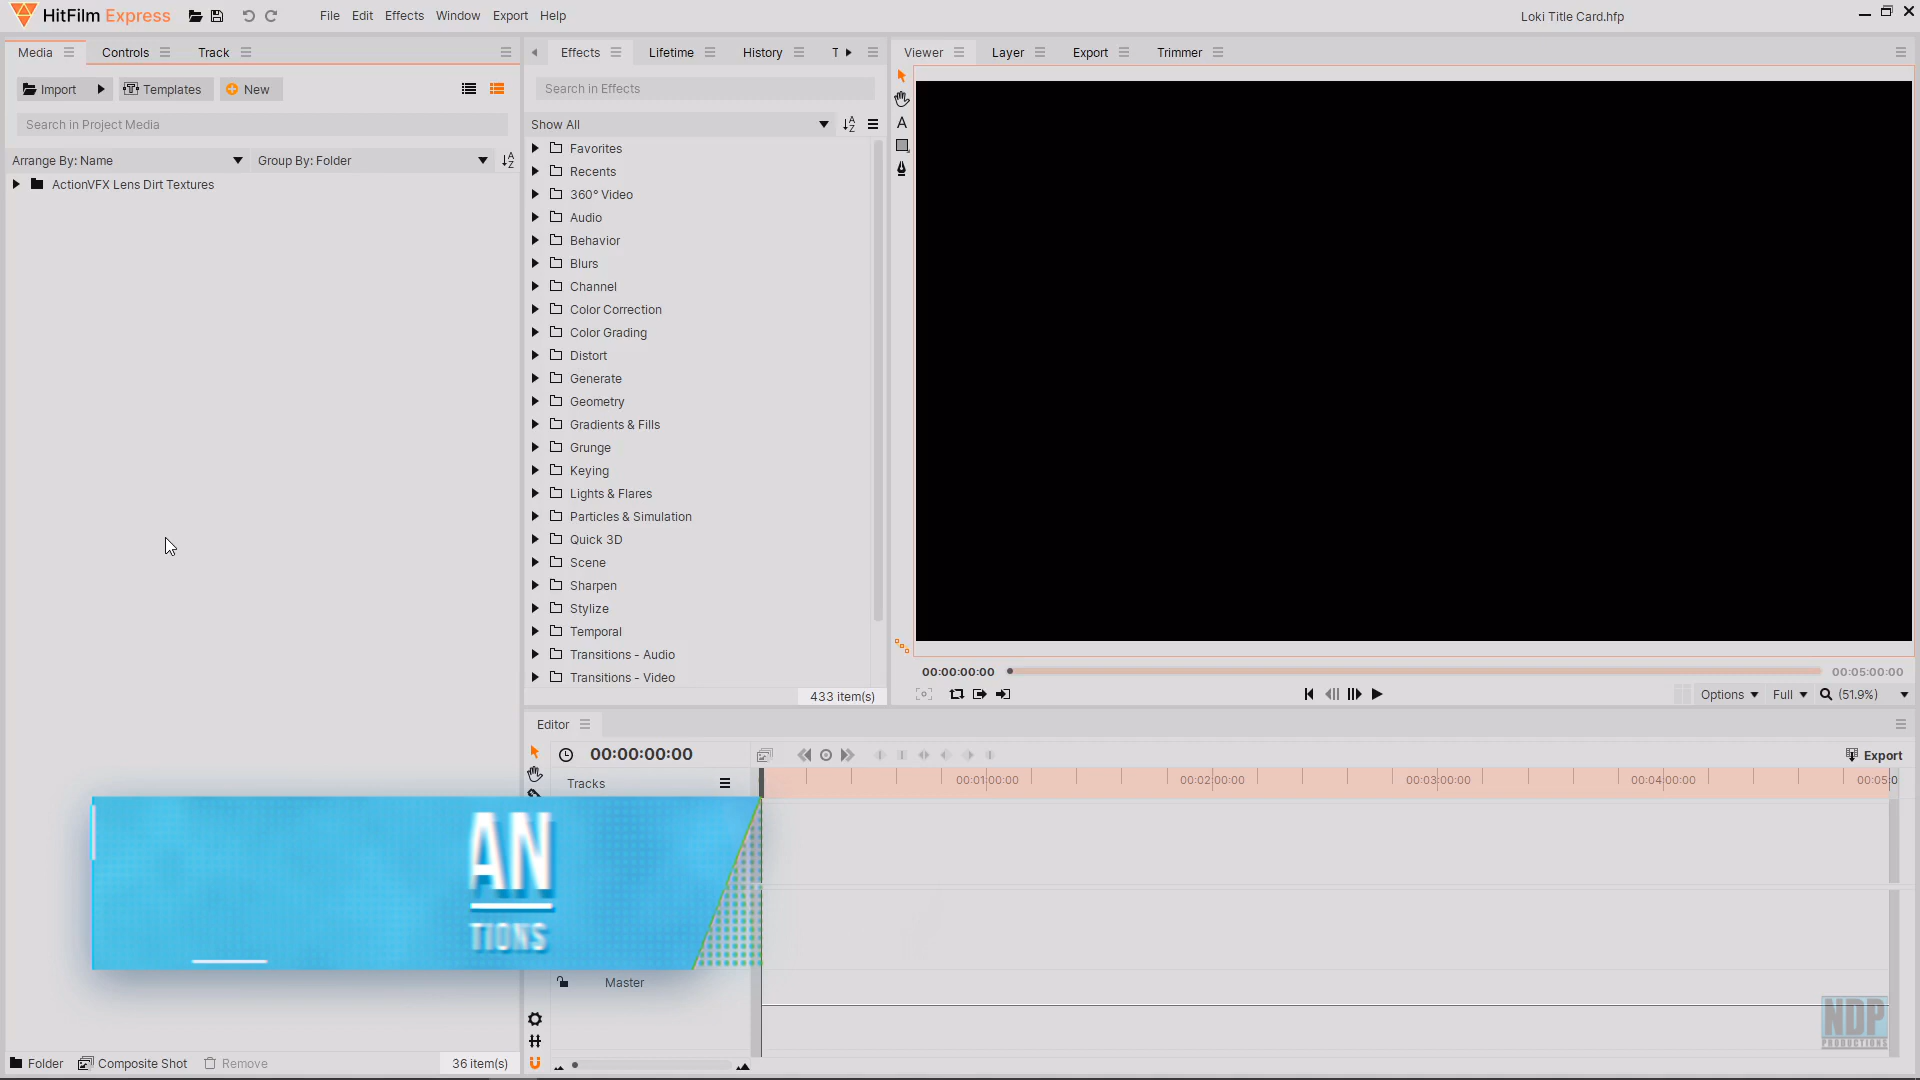 HitFilm Express
File Edit Effects Window Export Help
Loki Title Card.hfp
Media Controls Track
Effects Lifetime History T
Viewer Layer Export Trimmer
Import Templates New
Search in Effects
Search in Project Media
Show All
A
Arrange By: Name Group By: Folder
ActionVFX Lens Dirt Textures
Favorites
Recents
360° Video
Audio
Behavior
Blurs
Channel
Color Correction
Color Grading
Distort
Generate
Geometry
Gradients & Fills
Grunge
Keying
Lights & Flares
Particles & Simulation
Quick 3D
Scene
Sharpen
Stylize
Temporal
Transitions - Audio
Transitions - Video
433 item(s)
00:00:00:00
00:05:00:00
Options Full (51.9%)
Editor
00:00:00:00
Export
Tracks
00:01:00:00 00:02:00:00 00:03:00:00 00:04:00:00 00:05:0
AN
TIONS
Master
NDP
PRODUCTIONS
Folder Composite Shot Remove 36 item(s)